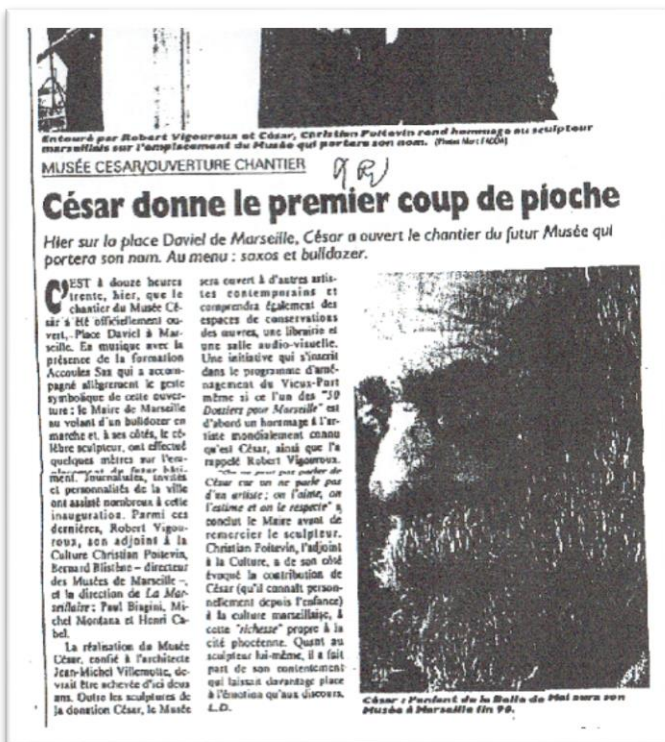 Entouré par Robert Vigouroux et César, Christian Poitevin rend hommage au sculpteur
marseillais sur l'emplacement du Musée qui portera son nom.
MUSÉE CESAR/OUVERTURE CHANTIER
César donne le premier coup de pioche
Hier sur la place Daviel de Marseille, César a ouvert le chantier du futur Musée qui
portera son nom. Au menu : saxos et bulldozer.
C'EST à douze heures
trente, hier, que le
chantier du Musée Cé-
sar a été officiellement ou-
vert, Place Daviel à Mar-
seille. En musique avec la
présence de la formation
Accoules Sax qui a accom-
pagné allègrement le geste
symbolique de cette ouver-
ture : le Maire de Marseille
au volant d'un bulldozer en
marche et, à ses côtés, le cé-
lèbre sculpteur, ont effectué
quelques mètres sur l'em-
placement du futur bâti-
ment. Journalistes, invités
et personnalités de la ville
ont assisté nombreux à cette
inauguration. Parmi ces
dernières, Robert Vigou-
roux, son adjoint à la
Culture Christian Poitevin,
Bernard Blistène – directeur
des Musées de Marseille –,
et la direction de La Mar-
seillaise : Paul Biagini, Mi-
chel Montana et Henri Ca-
bel.
La réalisation du Musée
César, confié à l'architecte
Jean-Michel Villemotte, de-
vrait être achevée d'ici deux
ans. Outre les sculptures de
la donation César, le Musée
sera ouvert à d'autres artis-
tes contemporains et
comprendra également des
espaces de conservations
des œuvres, une librairie et
une salle audio-visuelle.
Une initiative qui s'inscrit
dans le programme d'amé-
nagement du Vieux-Port
même si ce l'un des "50
Dossiers pour Marseille" est
d'abord un hommage à l'ar-
tiste mondialement connu
qu'est César, ainsi que l'a
rappelé Robert Vigouroux.
"On ne peut pas parler de
César car on ne parle pas
d'un artiste ; on l'aime, on
l'estime et on le respecte" a
conclut le Maire avant de
remercier le sculpteur.
Christian Poitevin, l'adjoint
à la Culture, a de son côté
évoqué la contribution de
César (qu'il connaît person-
nellement depuis l'enfance)
à la culture marseillaise, à
cette "richesse" propre à la
cité phocéenne. Quant au
sculpteur lui-même, il a fait
part de son contentement
qui laissait davantage place
à l'émotion qu'aux discours.
L.D.
César : l'enfant de la Belle de Mai aura son
Musée à Marseille fin 90.